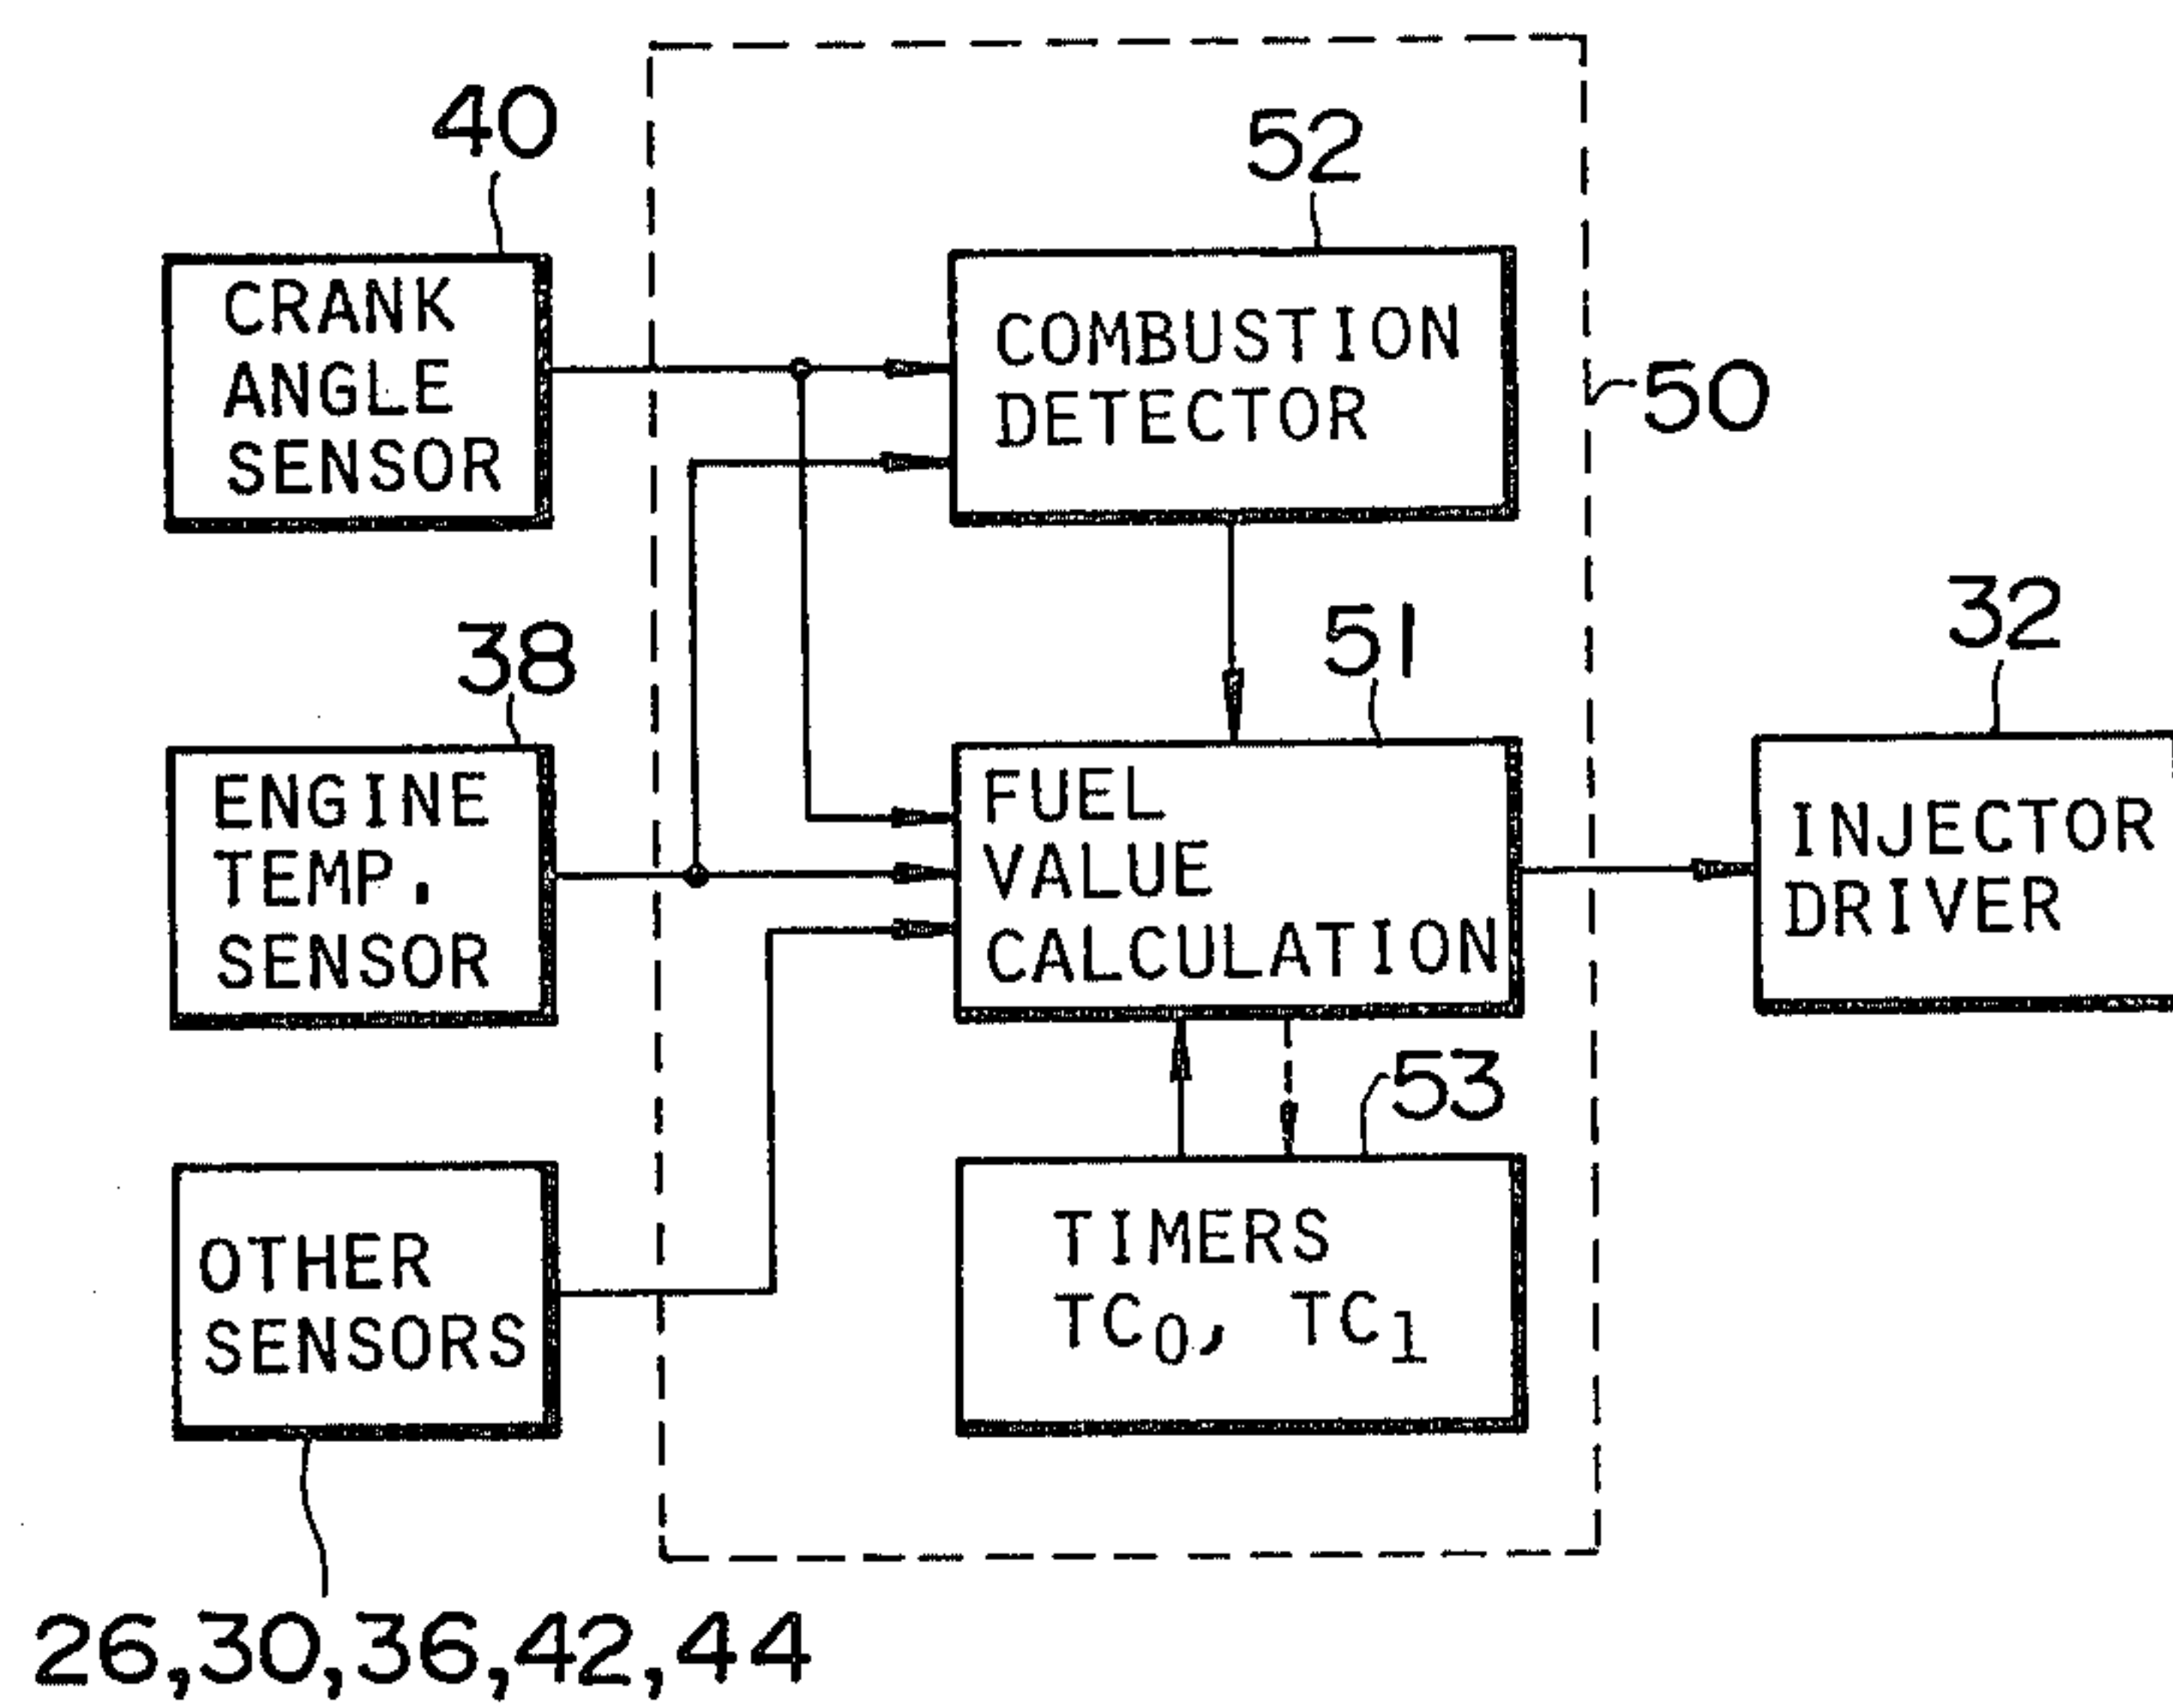 40
CRANK
ANGLE
SENSOR
52
COMBUSTION
DETECTOR
50
38
ENGINE
TEMP.
SENSOR
51
FUEL
VALUE
CALCULATION
32
INJECTOR
DRIVER
53
TIMERS
TC₀, TC₁
OTHER
SENSORS
26,30,36,42,44